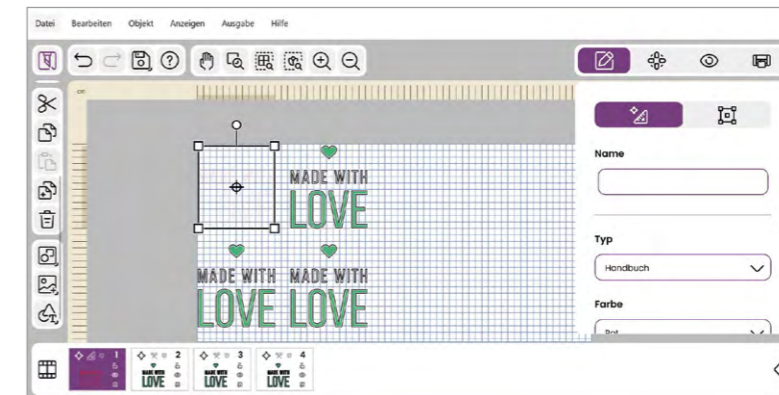 Datei Bearbeiten Objekt Anzeigen Ausgabe Hilfe
cm
MADE WITH
LOVE
MADE WITH MADE WITH
LOVE LOVE
Name
Typ
Handbuch
Farbe
Rot
1 2 3 4
MADE WITH MADE WITH MADE WITH
LOVE LOVE LOVE